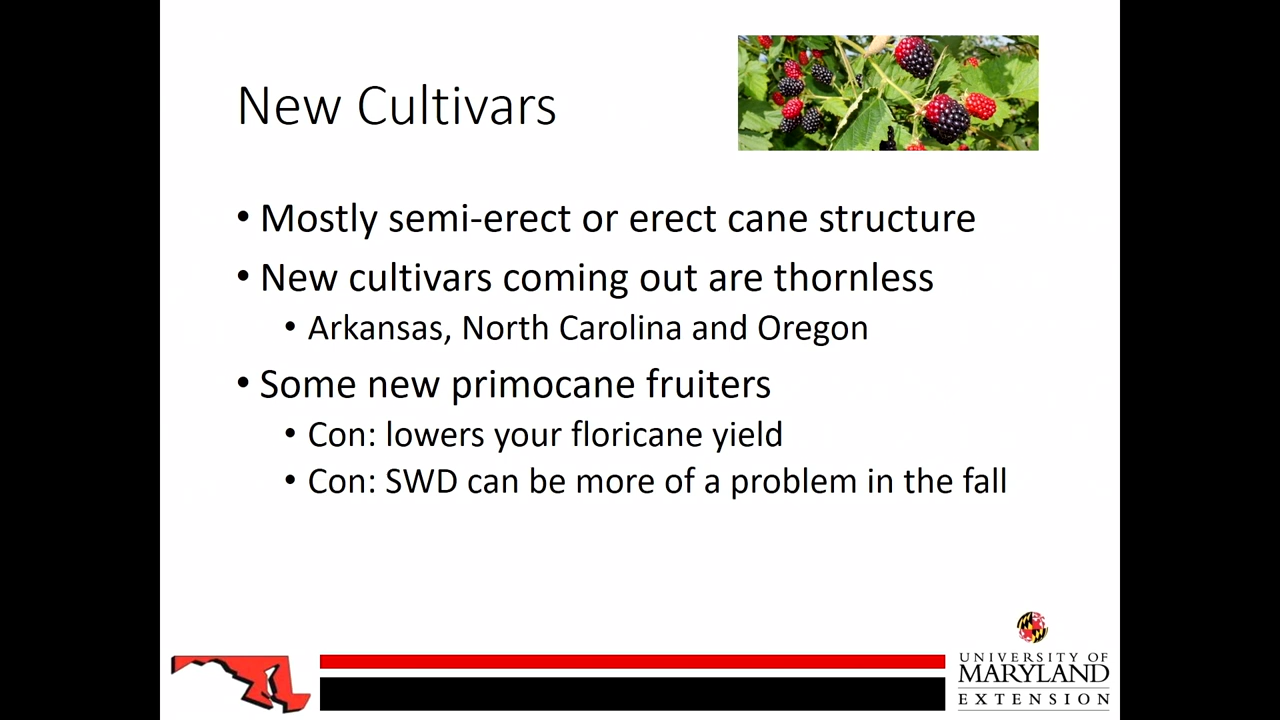 New Cultivars
• Mostly semi-erect or erect cane structure
• New cultivars coming out are thornless
• Arkansas, North Carolina and Oregon
• Some new primocane fruiters
• Con: lowers your floricane yield
• Con: SWD can be more of a problem in the fall
UNIVERSITY OF
MARYLAND
EXTENSION